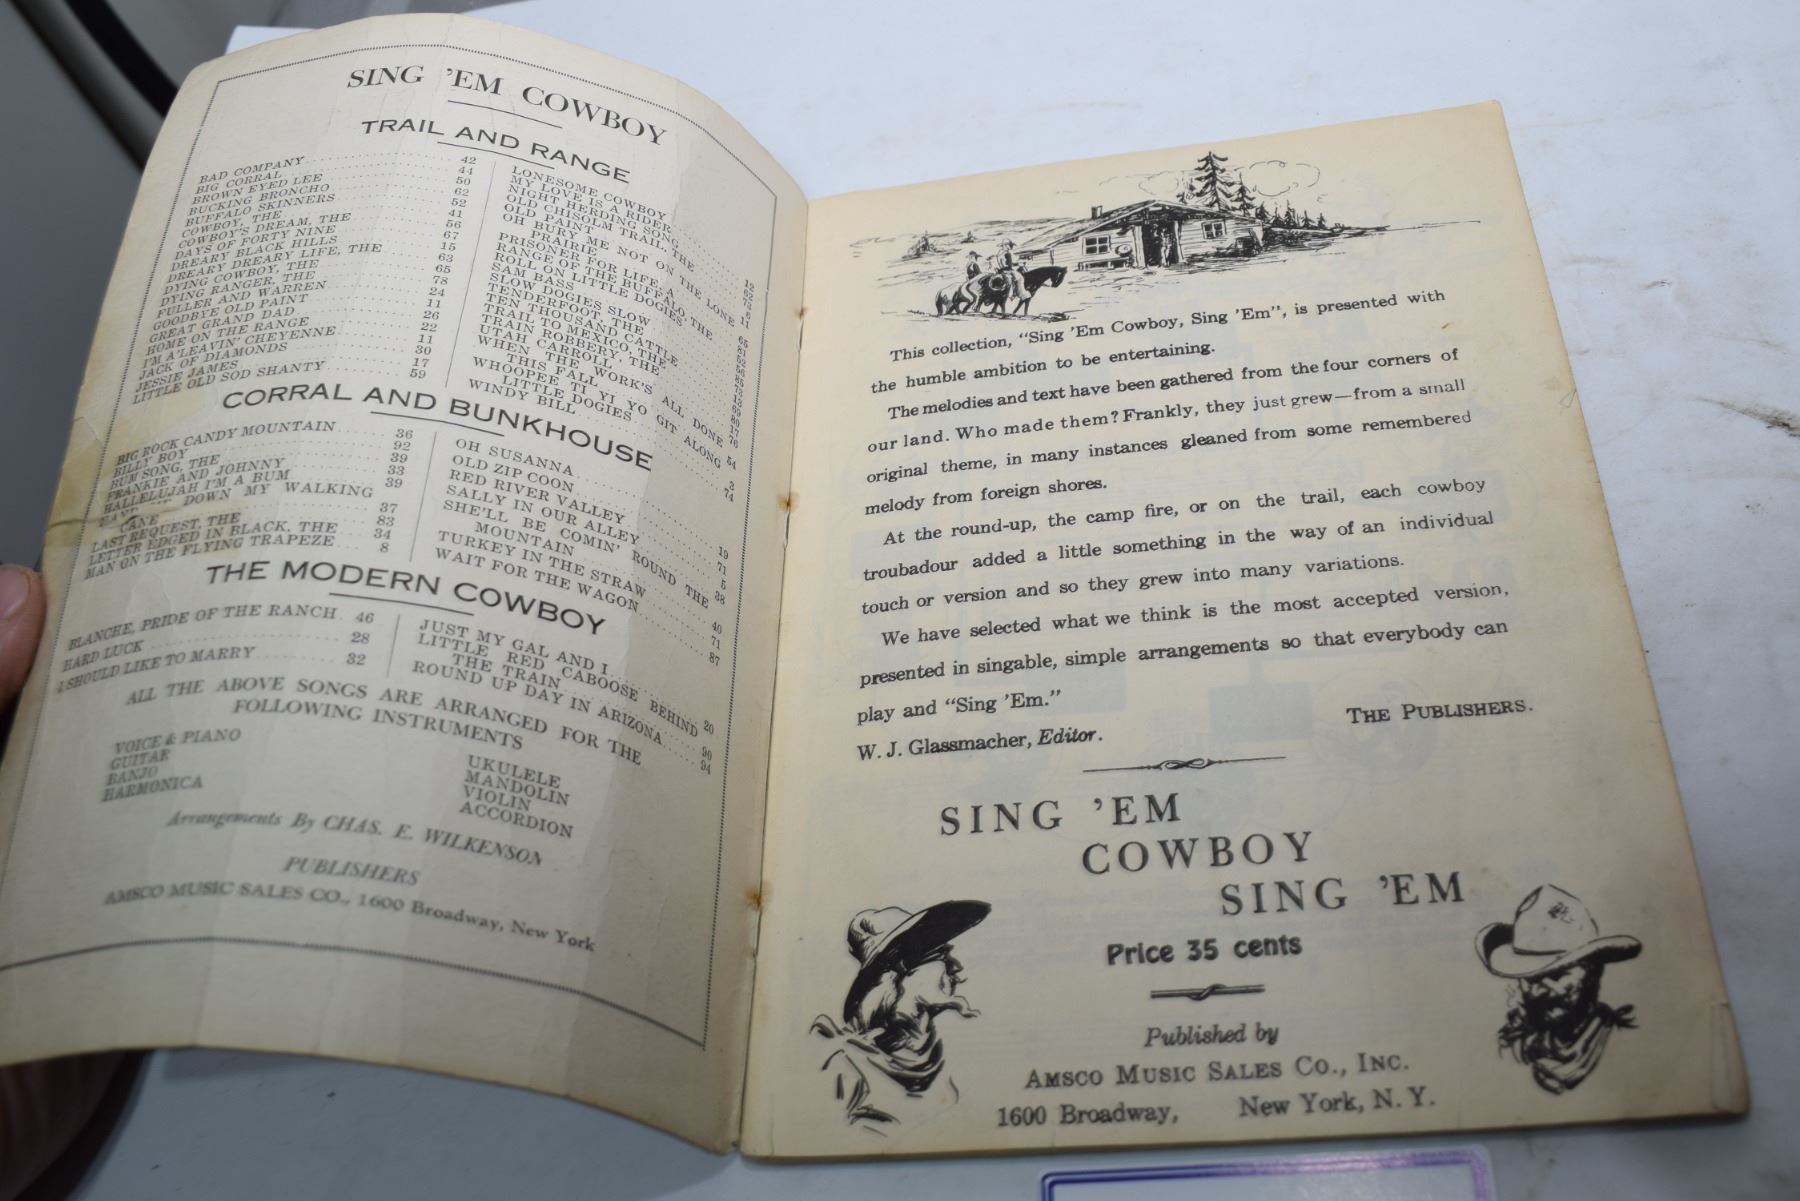 SING 'EM COWBOY
TRAIL AND RANGE
BAD COMPANY 42
BIG CORRAL 44
BROWN EYED LEE 50
BUCKING BRONCHO 62
BUFFALO SKINNERS 52
COWBOY, THE 41
COWBOY'S DREAM, THE 56
DAYS OF FORTY NINE 67
DREARY BLACK HILLS 15
DREARY DREARY LIFE, THE 63
DYING COWBOY, THE 65
DYING RANGER, THE 78
FULLER AND WARREN 24
GOODBYE OLD PAINT 11
GREAT GRAND DAD 26
HOME ON THE RANGE 22
I'M A'LEAVIN' CHEYENNE 11
JACK OF DIAMONDS 30
JESSIE JAMES 17
LITTLE OLD SOD SHANTY 59
LONESOME COWBOY
MY LOVE IS A RIDER
NIGHT HERDING SONG
OLD CHISOLM TRAIL, THE
OLD PAINT
OH BURY ME NOT ON THE LONE
PRAIRIE 11
PRISONER FOR LIFE, A
RANGE OF THE BUFFALO, THE
ROLL ON LITTLE DOGIES
SAM BASS
SLOW DOGIES SLOW
TENDERFOOT, THE
TEN THOUSAND CATTLE
TRAIL TO MEXICO, THE
TRAIN ROBBERY, THE
UTAH CARROLL
WHEN THE WORK'S ALL DONE
THIS FALL
WHOOPEE TI YI YO GIT ALONG
LITTLE DOGIES 54
WINDY BILL 74
CORRAL AND BUNKHOUSE
BIG ROCK CANDY MOUNTAIN 36
BILLY BOY 92
BUM SONG, THE 39
FRANKIE AND JOHNNY 33
HALLELUJAH I'M A BUM 39
DOWN MY WALKING
CANE 37
LAST REQUEST, THE 83
LETTER EDGED IN BLACK, THE 34
MAN ON THE FLYING TRAPEZE 8
OH SUSANNA
OLD ZIP COON
RED RIVER VALLEY 19
SALLY IN OUR ALLEY 71
SHE'LL BE COMIN' ROUND THE
MOUNTAIN
TURKEY IN THE STRAW
WAIT FOR THE WAGON 87
THE MODERN COWBOY
BLANCHE, PRIDE OF THE RANCH 46
HARD LUCK 28
I SHOULD LIKE TO MARRY 32
JUST MY GAL AND I 20
LITTLE RED CABOOSE BEHIND
THE TRAIN 90
ROUND UP DAY IN ARIZONA 94
ALL THE ABOVE SONGS ARE ARRANGED FOR THE
FOLLOWING INSTRUMENTS
VOICE & PIANO
GUITAR
BANJO
HARMONICA
UKULELE
MANDOLIN
VIOLIN
ACCORDION
Arrangements By CHAS. E. WILKENSON
PUBLISHERS
AMSCO MUSIC SALES CO., 1600 Broadway, New York
This collection, "Sing 'Em Cowboy, Sing 'Em", is presented with
the humble ambition to be entertaining.
The melodies and text have been gathered from the four corners of
our land. Who made them? Frankly, they just grew—from a small
original theme, in many instances gleaned from some remembered
melody from foreign shores.
At the round-up, the camp fire, or on the trail, each cowboy
troubadour added a little something in the way of an individual
touch or version and so they grew into many variations.
We have selected what we think is the most accepted version,
presented in singable, simple arrangements so that everybody can
play and "Sing 'Em."
THE PUBLISHERS.
W. J. Glassmacher, Editor.
SING 'EM
COWBOY
SING 'EM
Price 35 cents
Published by
AMSCO MUSIC SALES CO., INC.
1600 Broadway, New York, N. Y.